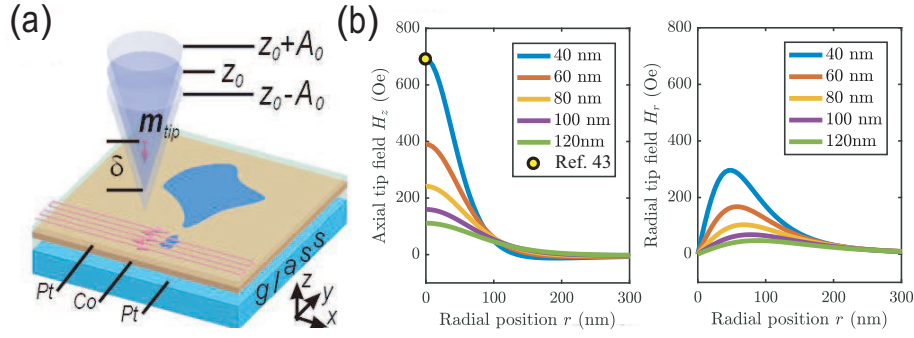 (a)
z₀+A₀
z₀
z₀-A₀
m_tip
δ
glass
Pt
Co
Pt
z
y
x
(b)
800
600
400
200
0
Axial tip field H_z (Oe)
40 nm
60 nm
80 nm
100 nm
120nm
Ref. 43
0
100
200
300
Radial position r (nm)
800
600
400
200
0
Radial tip field H_r (Oe)
40 nm
60 nm
80 nm
100 nm
120nm
0
100
200
300
Radial position r (nm)